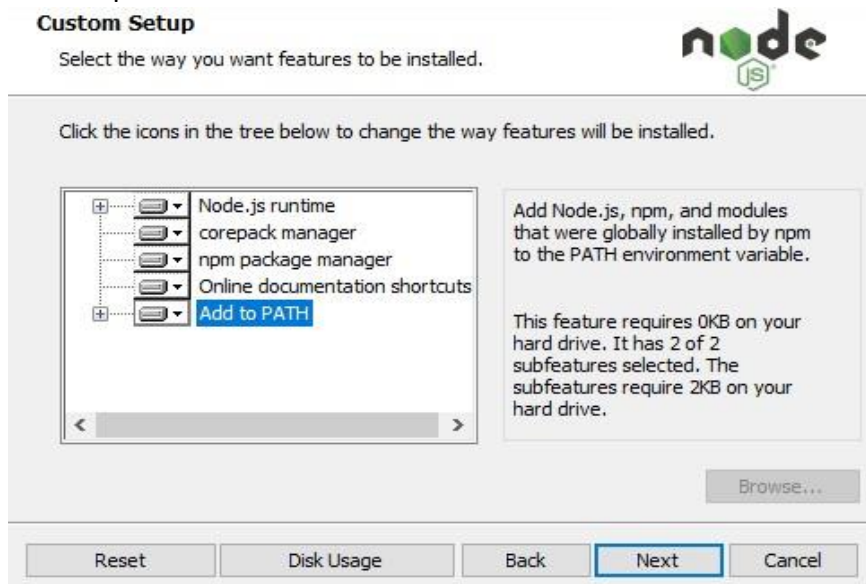 Custom Setup
Select the way you want features to be installed.
node
JS
Click the icons in the tree below to change the way features will be installed.
Node.js runtime
corepack manager
npm package manager
Online documentation shortcuts
Add to PATH
Add Node.js, npm, and modules
that were globally installed by npm
to the PATH environment variable.
This feature requires 0KB on your
hard drive. It has 2 of 2
subfeatures selected. The
subfeatures require 2KB on your
hard drive.
Browse...
Reset
Disk Usage
Back
Next
Cancel